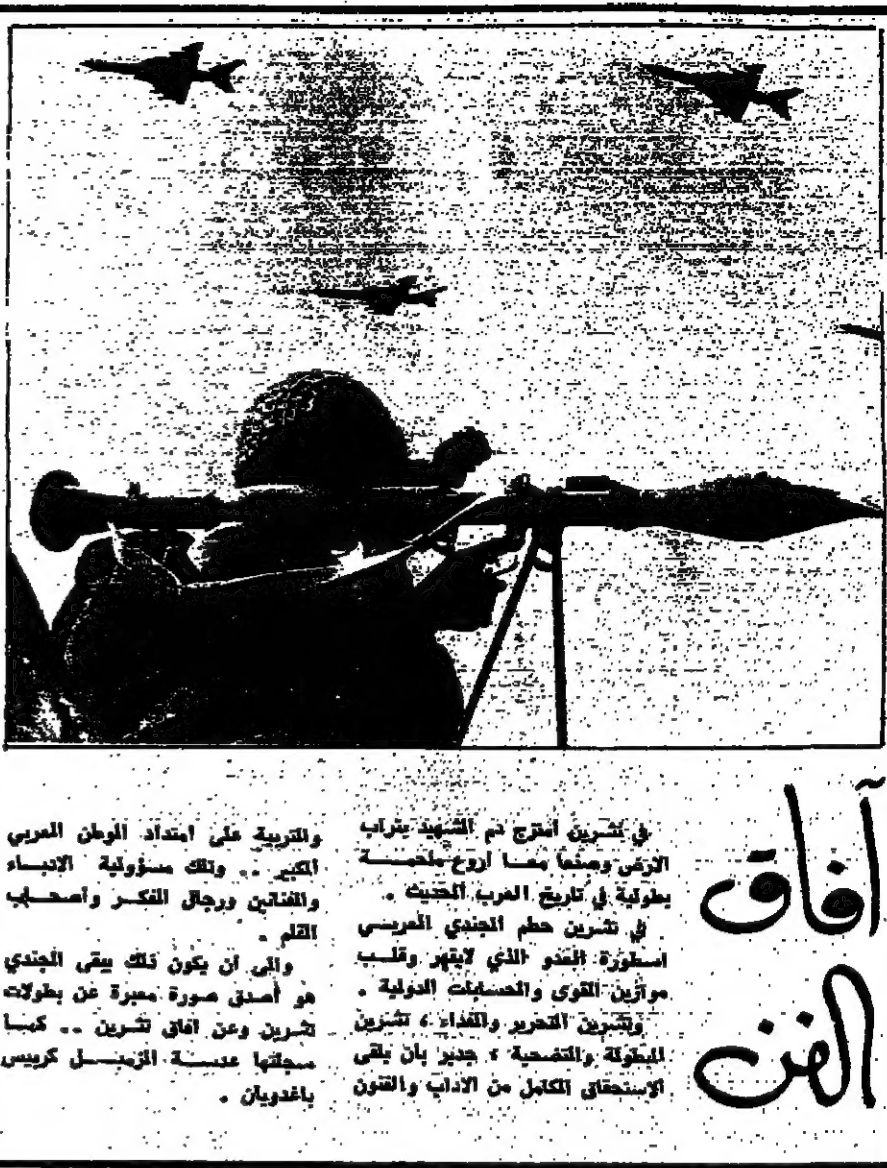 آفاق
الفن
في تشرين امتزج دم الشهيد بتراب
الارض وصنعا معا اروع ملحمة
بطولية في تاريخ العرب الحديث .
في تشرين حطم الجندي العربي
اسطورة العدو الذي لايقهر وقلب
موازين القوى والحسابات الدولية .
وتشرين التحرير والفداء ، تشرين
البطولة والتضحية ، جدير بان يلقى
الاستحقاق الكامل من الاداب والفنون
والتربية على امتداد الوطن العربي
الكبير .. وتلك مسؤولية الادباء
والفنانين ورجال الفكر وأصحاب
القلم .
والى ان يكون ذلك يبقى الجندي
هو أصدق صورة معبرة عن بطولات
تشرين وعن افاق تشرين .. كما
سجلتها عدسة الزميل كريس
باغدويان .